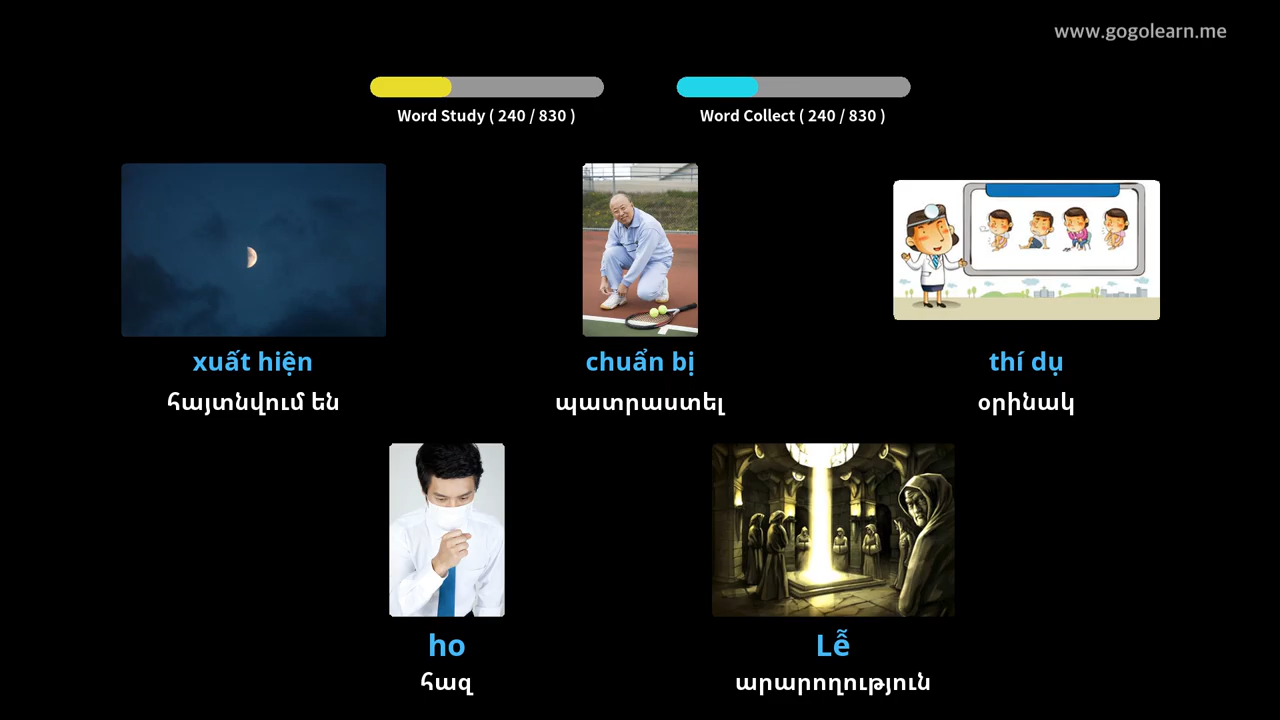 www.gogolearn.me
Word Study ( 240 / 830 )
Word Collect ( 240 / 830 )
xuất hiện
հայտնվում են
chuẩn bị
պատրաստել
thí dụ
օրինակ
ho
հազ
Lễ
արարողություն